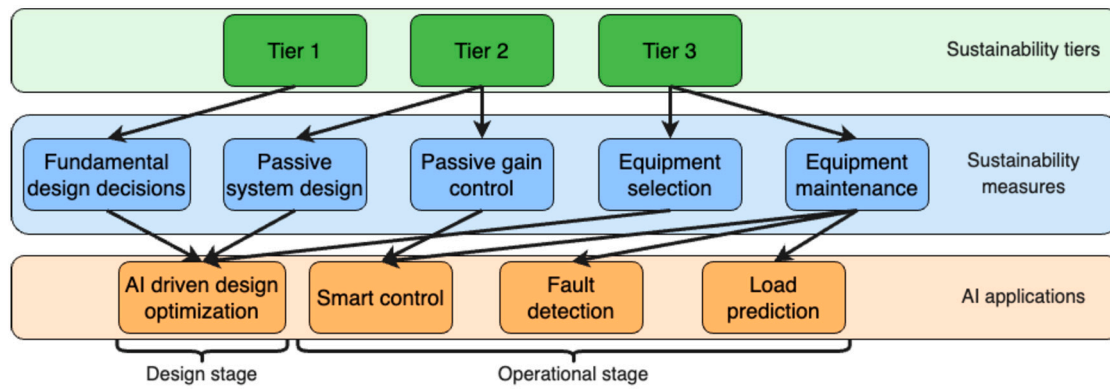 Tier 1
Tier 2
Tier 3
Sustainability tiers
Fundamental
design decisions
Passive
system design
Passive gain
control
Equipment
selection
Equipment
maintenance
Sustainability
measures
AI driven design
optimization
Smart control
Fault
detection
Load
prediction
AI applications
Design stage
Operational stage